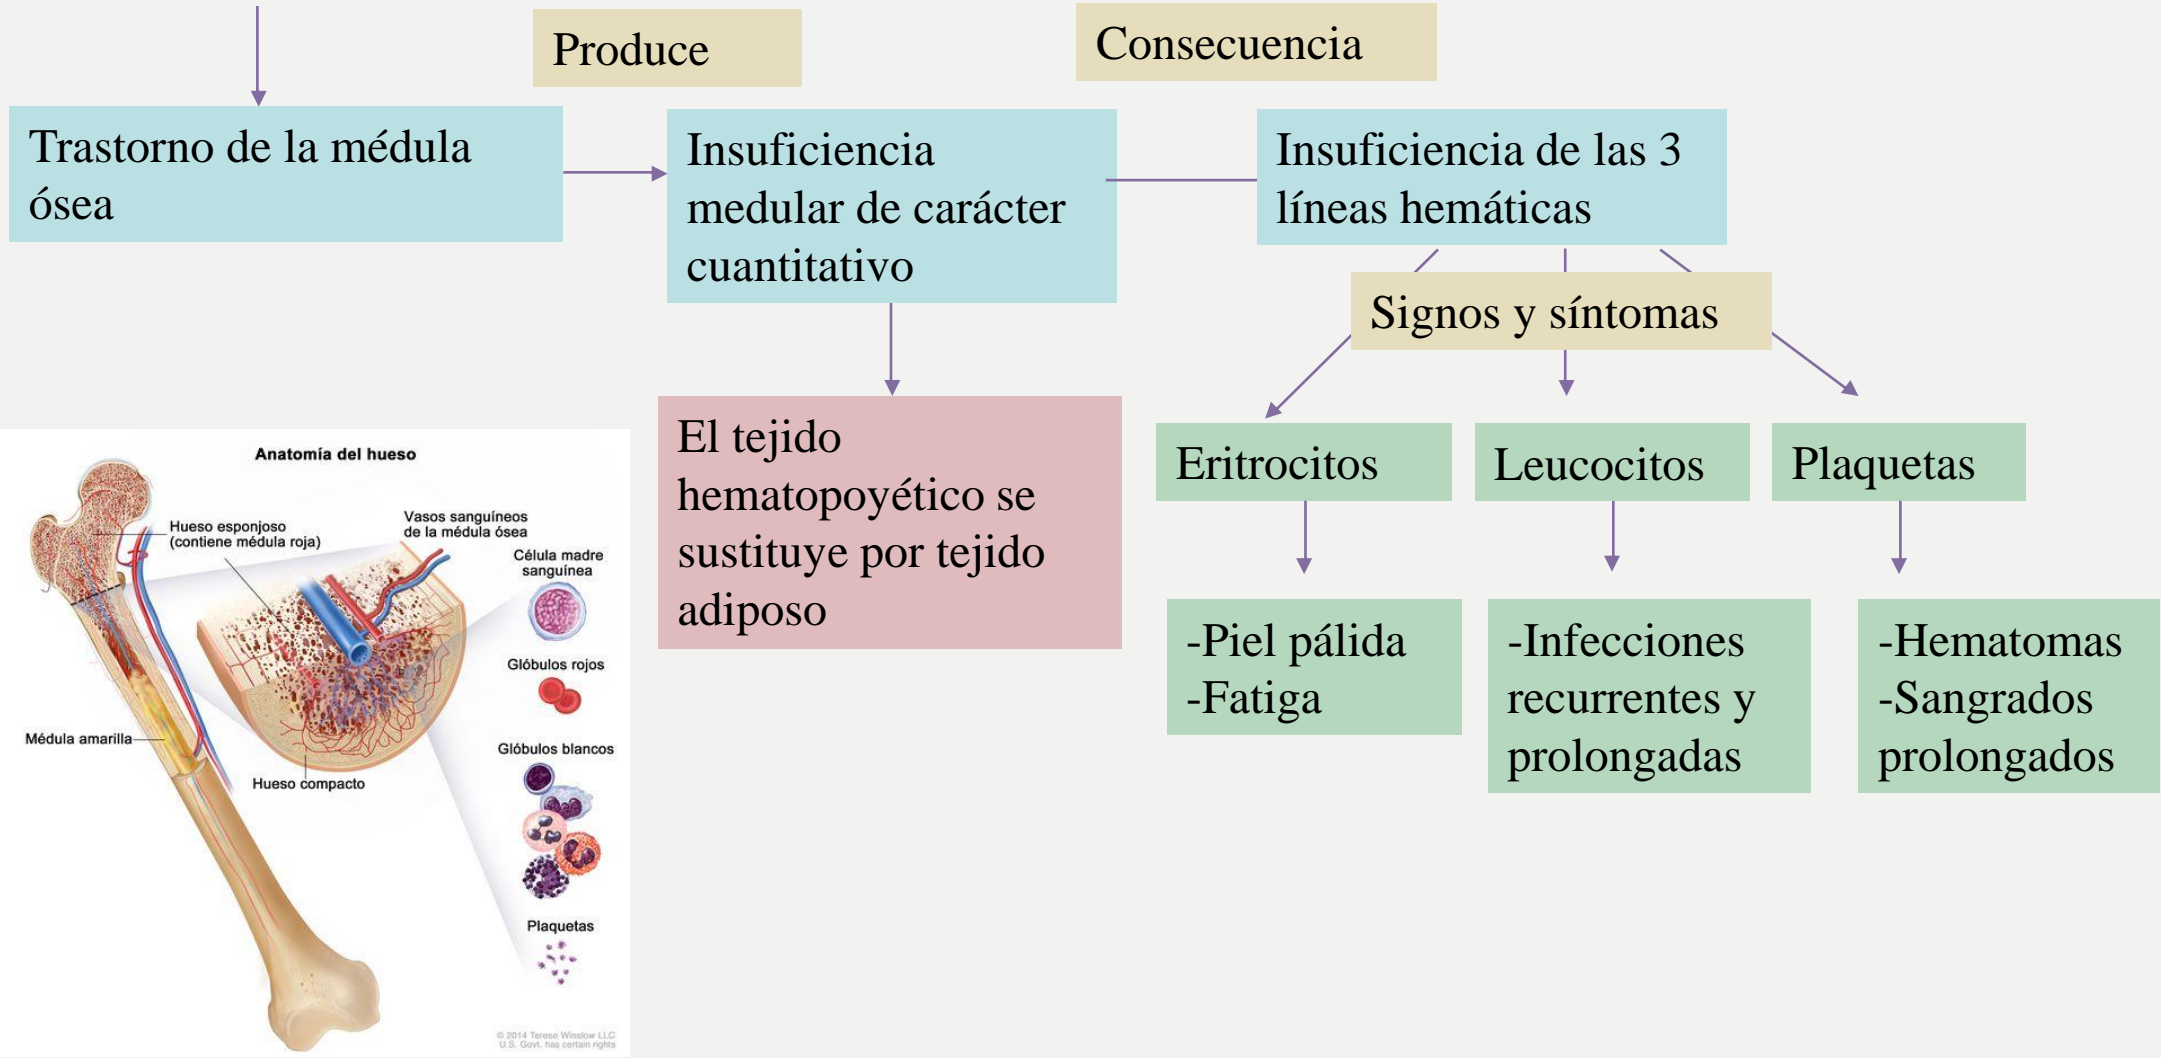 Produce
Consecuencia
Trastorno de la médula
ósea
Insuficiencia
medular de carácter
cuantitativo
Insuficiencia de las 3
líneas hemáticas
Signos y síntomas
El tejido
hematopoyético se
sustituye por tejido
adiposo
Eritrocitos
Leucocitos
Plaquetas
-Piel pálida
-Fatiga
-Infecciones
recurrentes y
prolongadas
-Hematomas
-Sangrados
prolongados
Anatomía del hueso
Hueso esponjoso
(contiene médula roja)
Vasos sanguíneos
de la médula ósea
Célula madre
sanguínea
Glóbulos rojos
Médula amarilla
Glóbulos blancos
Hueso compacto
Plaquetas
© 2014 Terese Winslow LLC
U.S. Govt. has certain rights